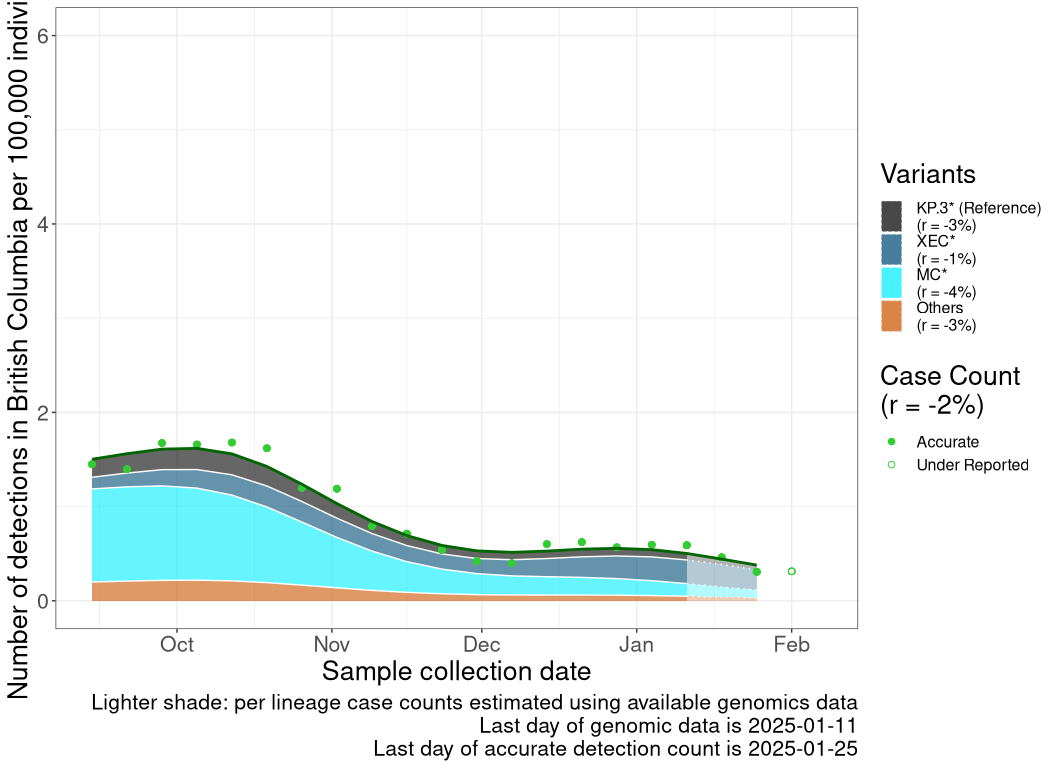 Number of detections in British Columbia per 100,000
6
4
2
0
Oct Nov Dec Jan Feb
Sample collection date
Lighter shade: per lineage case counts estimated using available genomics data
Last day of genomic data is 2025-01-11
Last day of accurate detection count is 2025-01-25
Variants
KP.3* (Reference)
(r = -3%)
XEC*
(r = -1%)
MC*
(r = -4%)
Others
(r = -3%)
Case Count
(r = -2%)
Accurate
Under Reported